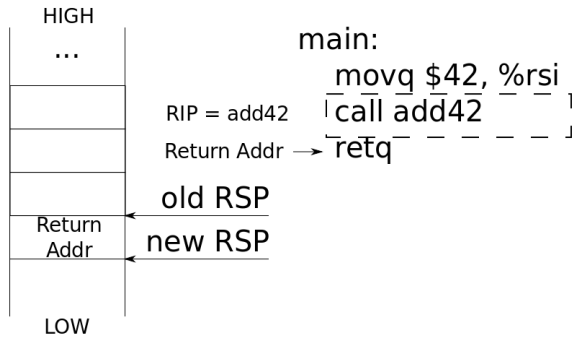 HIGH
...
main:
movq $42, %rsi
RIP = add42
call add42
Return Addr
retq
old RSP
Return
Addr
new RSP
LOW